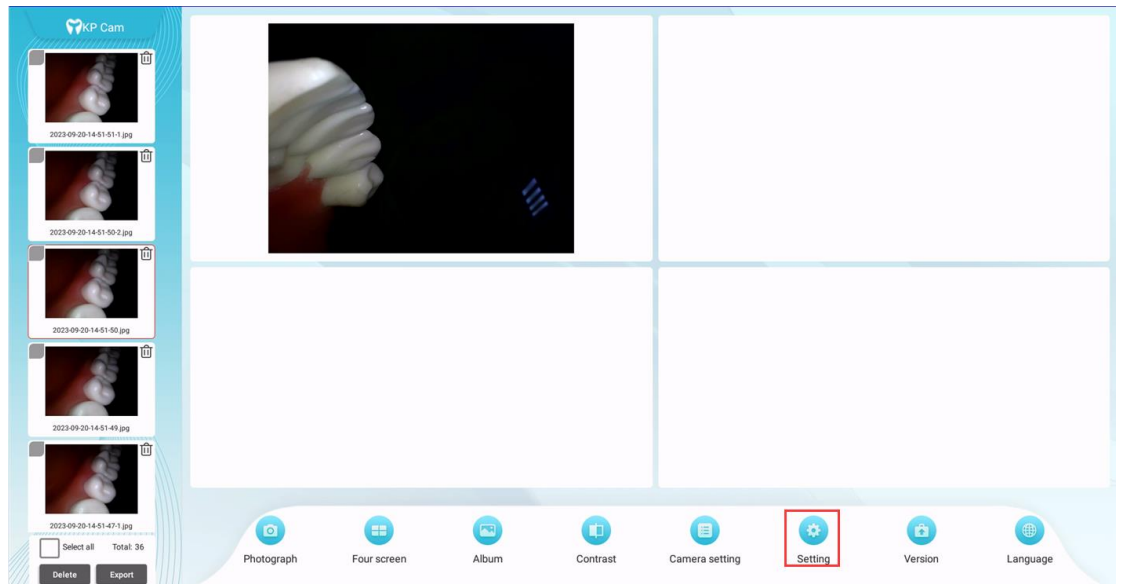 KP Cam
2023-09-20-14-51-51-1.jpg
2023-09-20-14-51-50-2.jpg
2023-09-20-14-51-50.jpg
2023-09-20-14-51-49.jpg
2023-09-20-14-51-47-1.jpg
Select all Total: 36
Delete Export
Photograph Four screen Album Contrast Camera setting Setting Version Language